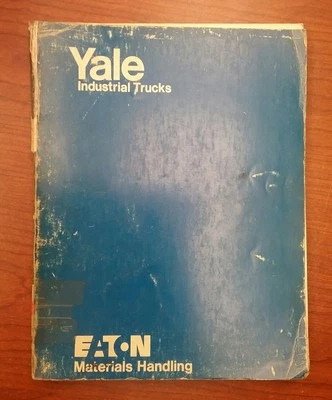 Yale
Industrial Trucks
EATON
Materials Handling